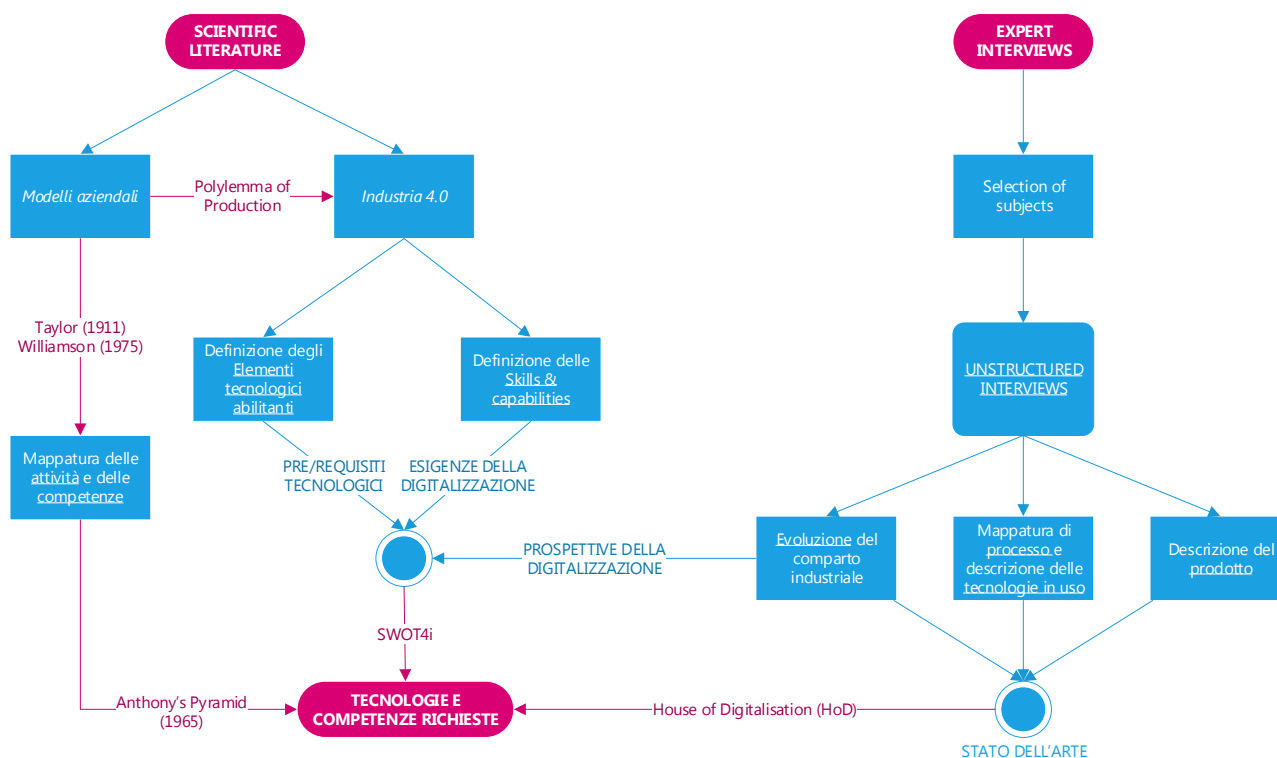 SCIENTIFIC
LITERATURE
EXPERT
INTERVIEWS
Modelli aziendali
Polylemma of
Production
Industria 4.0
Selection of
subjects
Taylor (1911)
Williamson (1975)
Definizione degli
Elementi
tecnologici
abilitanti
Definizione delle
Skills &
capabilities
UNSTRUCTURED
INTERVIEWS
Mappatura delle
attività e delle
competenze
PRE/REQUISITI
TECNOLOGICI
ESIGENZE DELLA
DIGITALIZZAZIONE
PROSPETTIVE DELLA
DIGITALIZZAZIONE
Evoluzione del
comparto
industriale
Mappatura di
processo e
descrizione delle
tecnologie in uso
Descrizione del
prodotto
SWOT4i
Anthony's Pyramid
(1965)
TECNOLOGIE E
COMPETENZE RICHIESTE
House of Digitalisation (HoD)
STATO DELL'ARTE